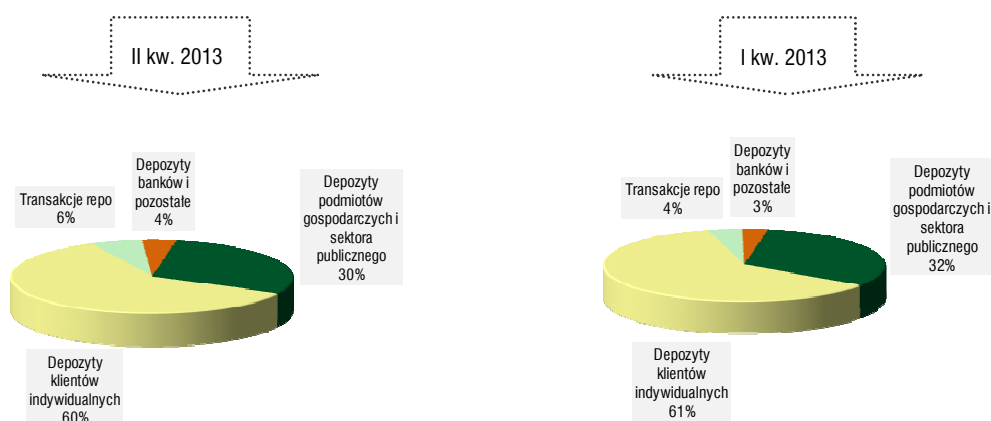 II kw. 2013
Depozyty
banków i
pozostałe
4%
Transakcje repo
6%
Depozyty
podmiotów
gospodarczych i
sektora
publicznego
30%
Depozyty
klientów
indywidualnych
60%
I kw. 2013
Depozyty
banków i
pozostałe
3%
Transakcje repo
4%
Depozyty
podmiotów
gospodarczych i
sektora
publicznego
32%
Depozyty
klientów
indywidualnych
61%